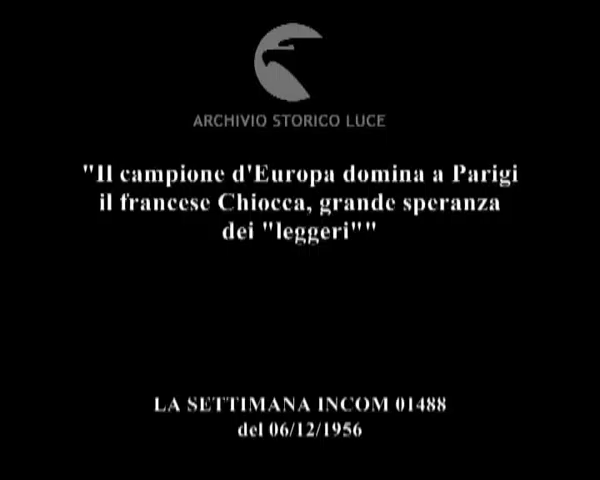 ARCHIVIO STORICO LUCE
"Il campione d'Europa domina a Parigi
il francese Chiocca, grande speranza
dei "leggeri""
LA SETTIMANA INCOM 01488
del 06/12/1956